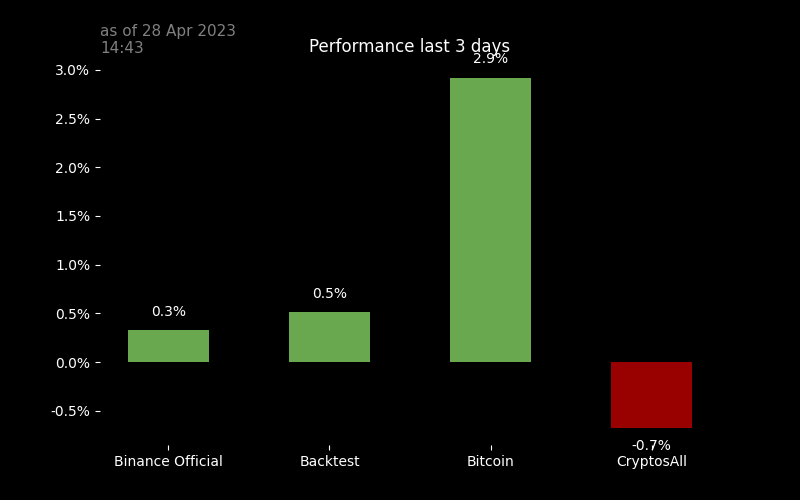 as of 28 Apr 2023
14:43
Performance last 3 days
2.9%
3.0%
2.5%
2.0%
1.5%
1.0%
0.5%
0.5%
0.3%
0.0%
-0.5%
-0.7%
Binance Official
Backtest
Bitcoin
CryptosAll